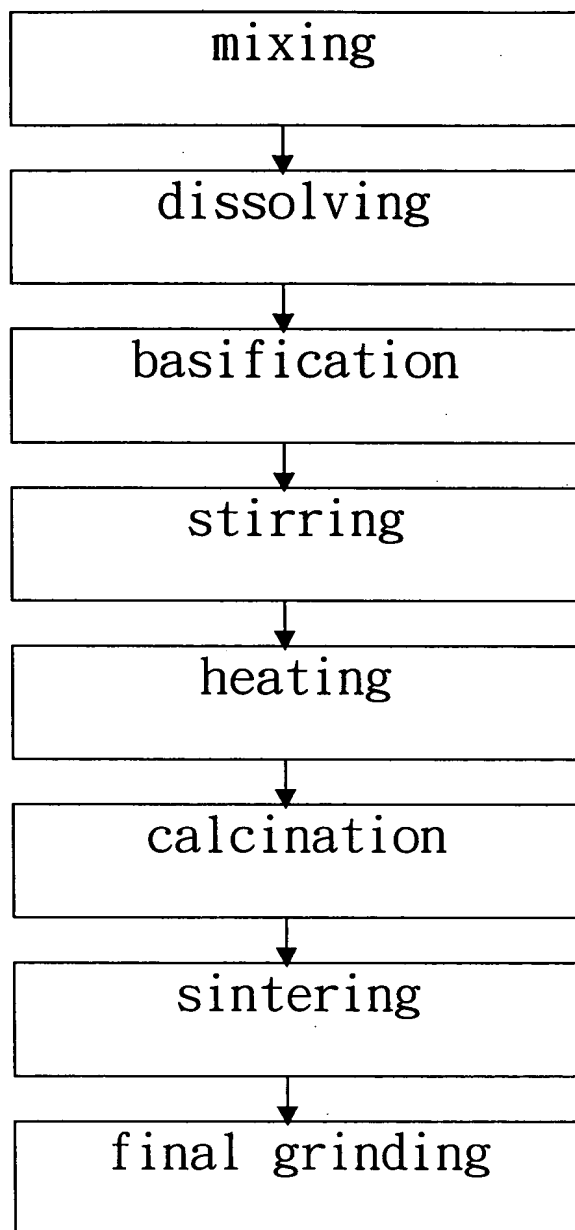 mixing
dissolving
basification
stirring
heating
calcination
sintering
final grinding